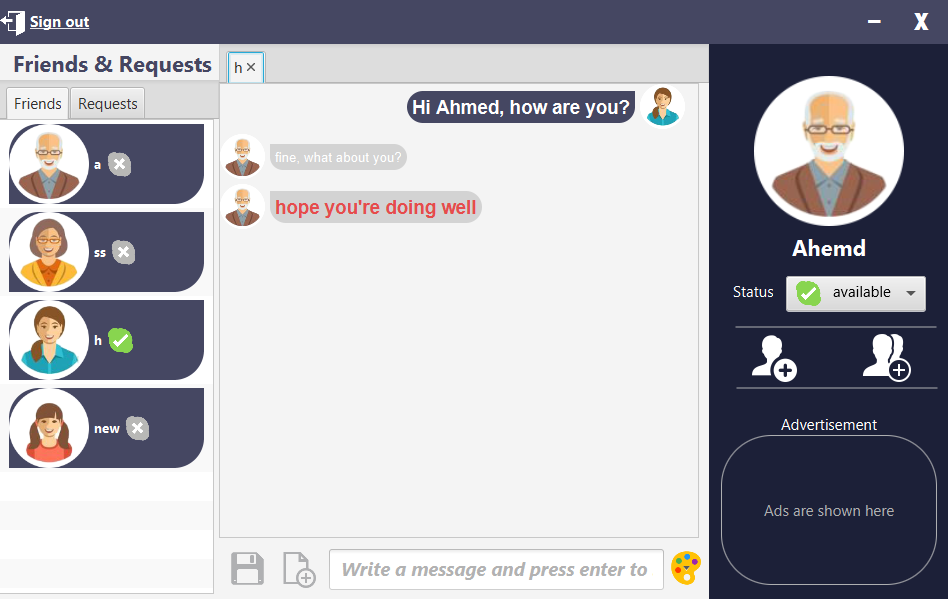 Sign out
X
Friends & Requests
Friends
Requests
a
ss
h
new
h
Hi Ahmed, how are you?
fine, what about you?
hope you're doing well
Write a message and press enter to
Ahemd
Status
available
Advertisement
Ads are shown here